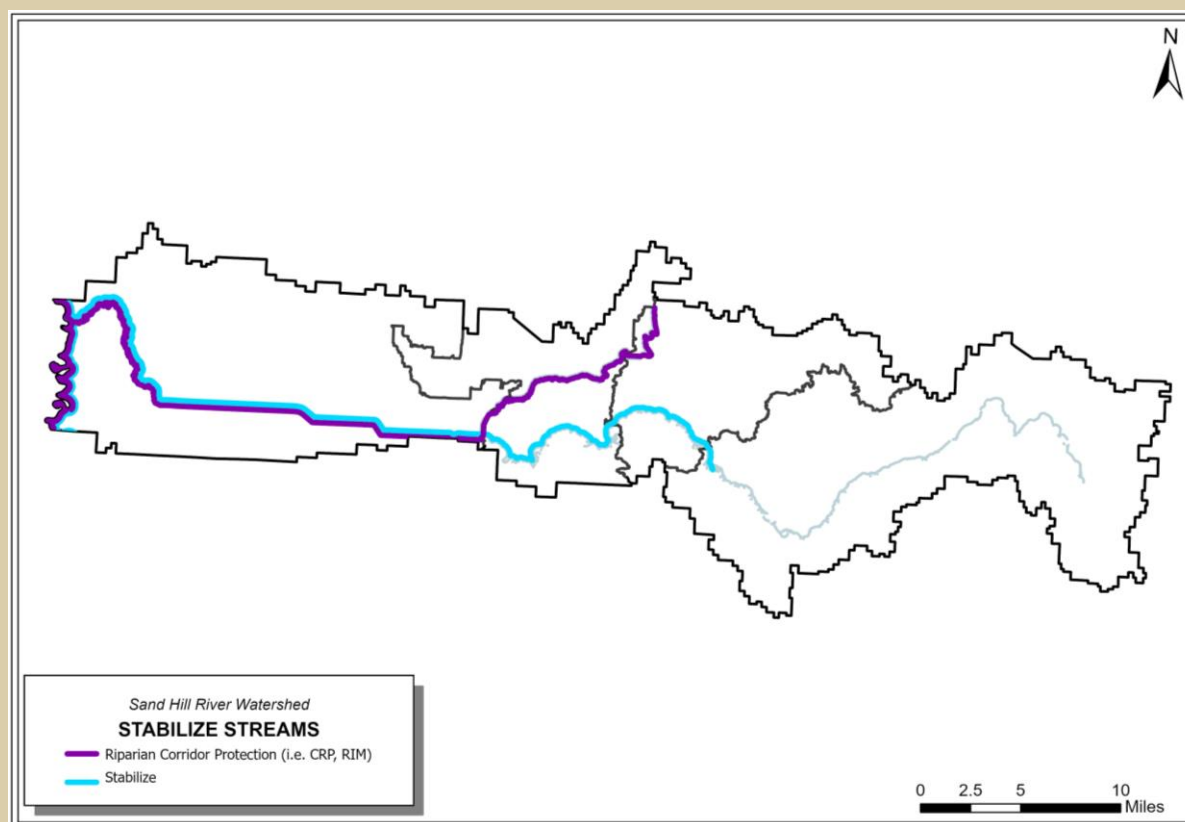 N
Sand Hill River Watershed
STABILIZE STREAMS
Riparian Corridor Protection (i.e. CRP, RIM)
Stabilize
0 2.5 5 10
Miles